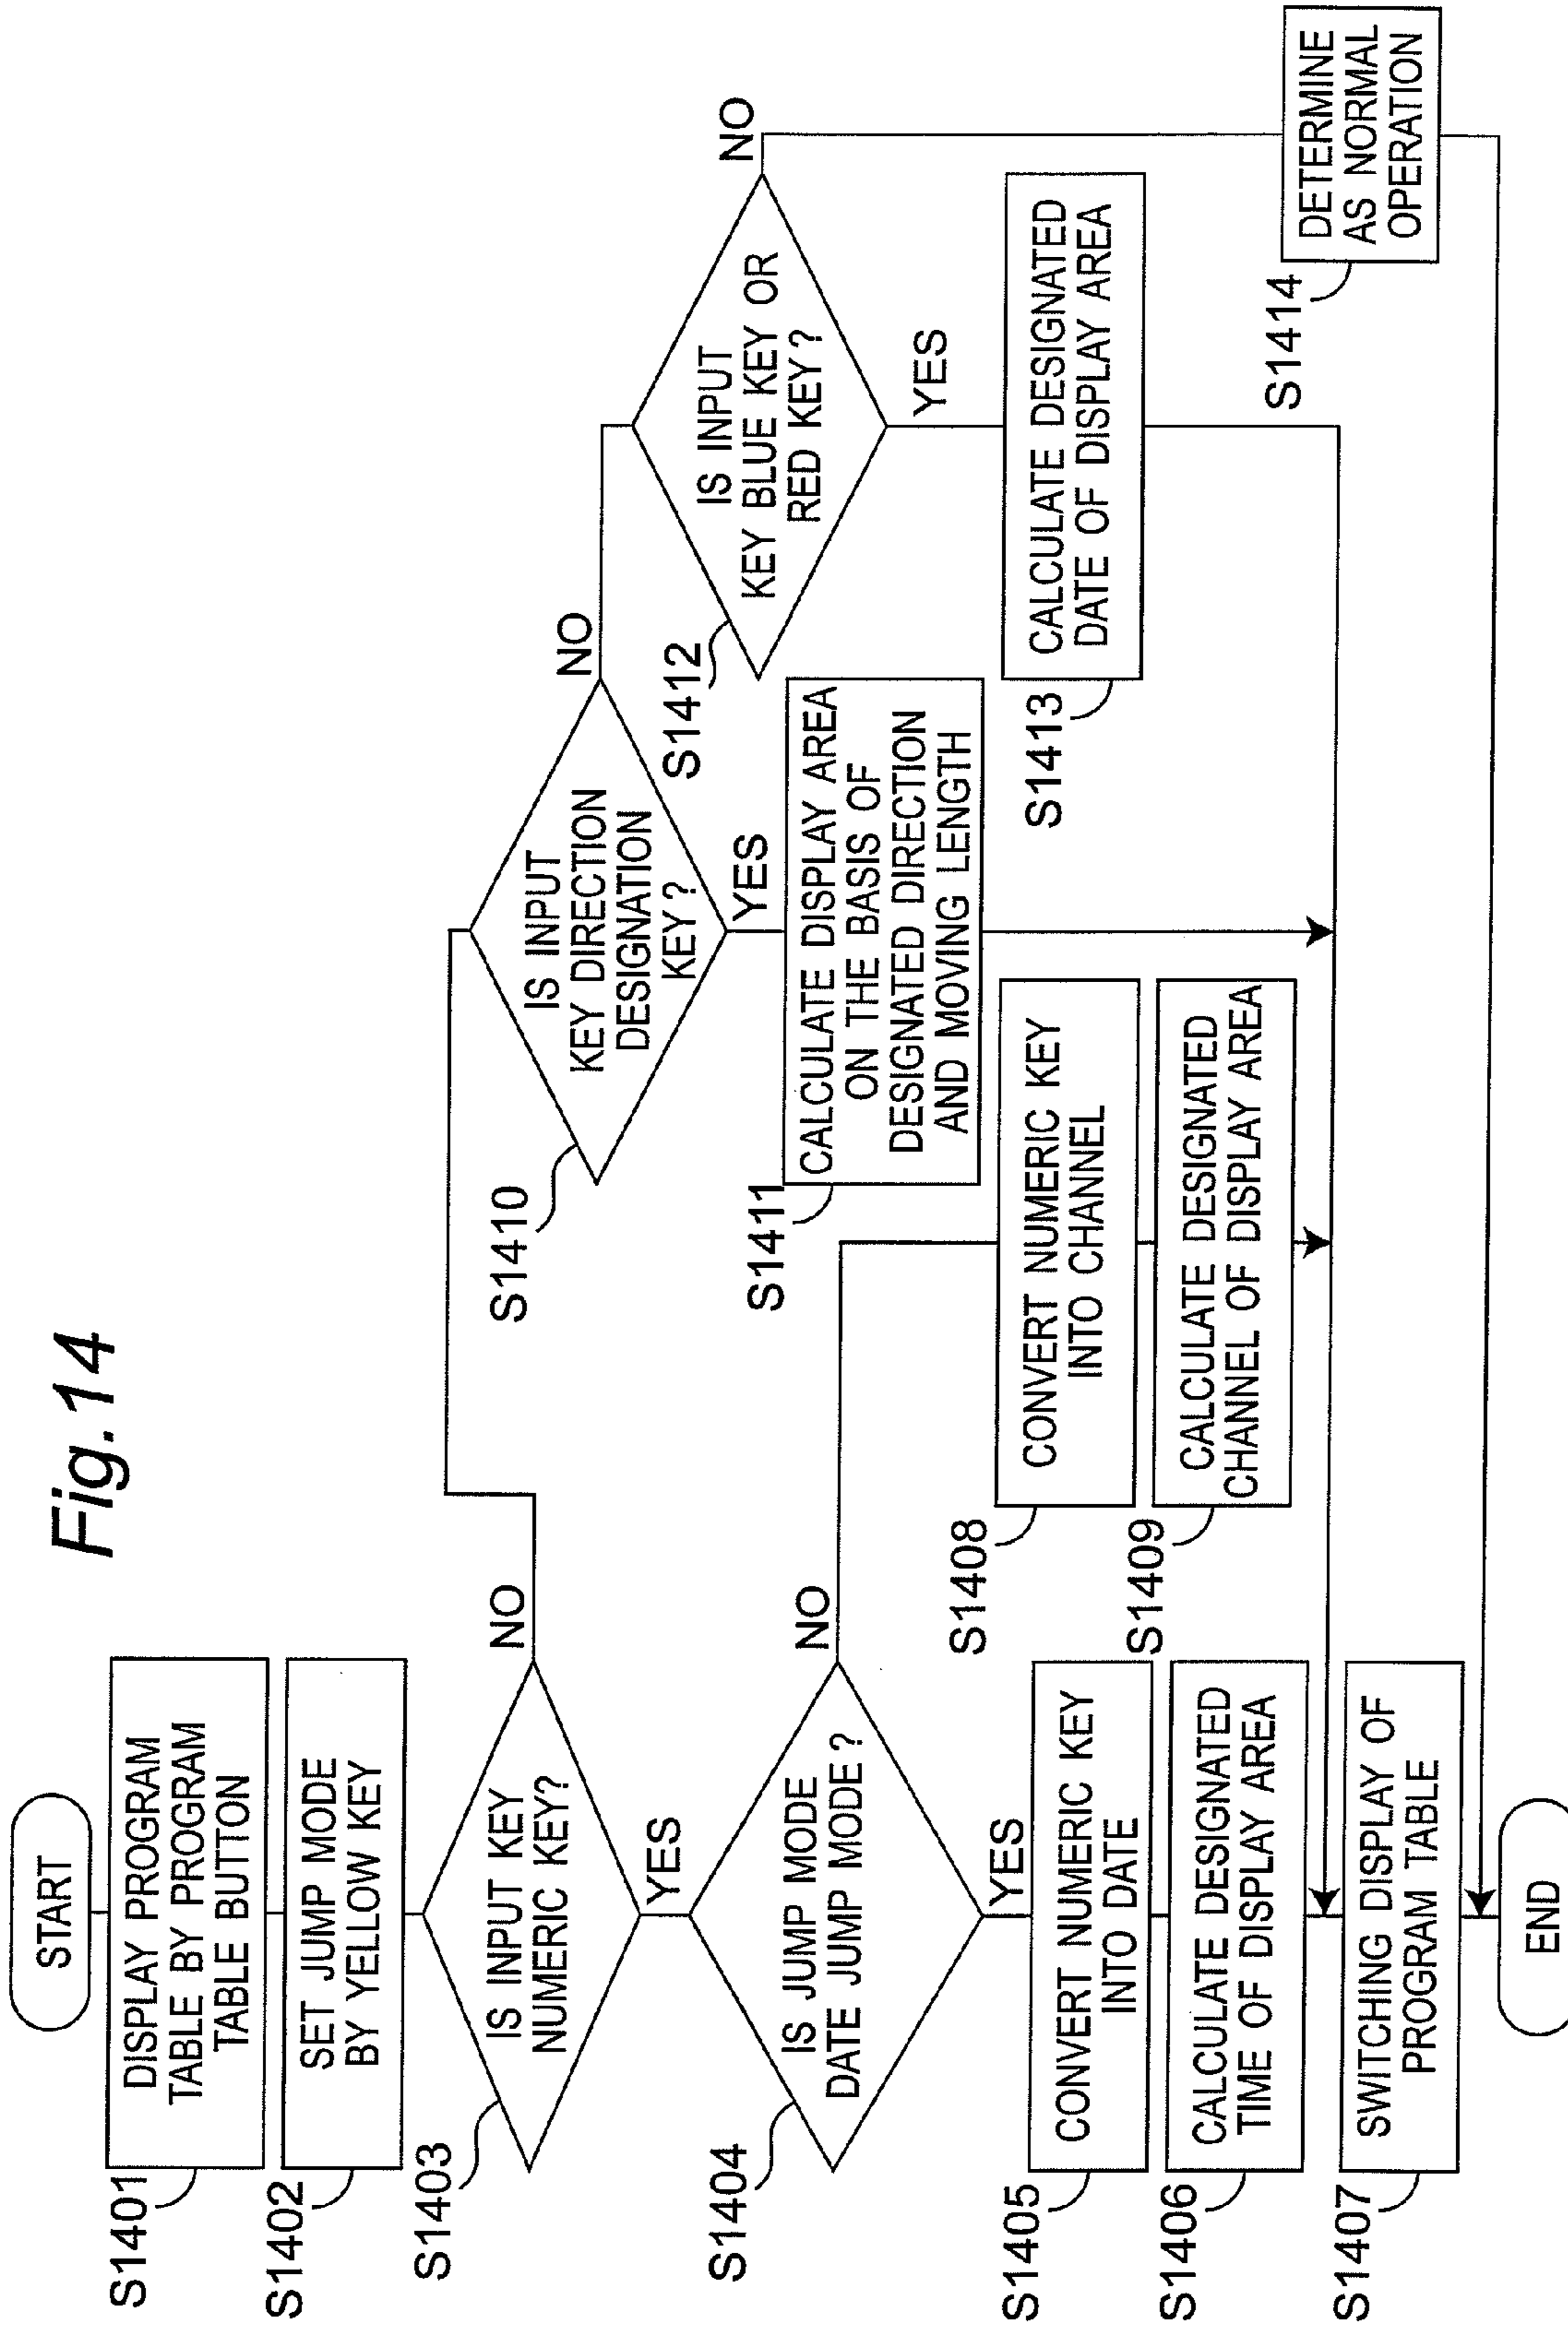 Fig. 14
START
S1401
DISPLAY PROGRAM
TABLE BY PROGRAM
TABLE BUTTON
S1402
SET JUMP MODE
BY YELLOW KEY
S1403
IS INPUT KEY
NUMERIC KEY?
NO
YES
S1404
IS JUMP MODE
DATE JUMP MODE?
NO
YES
S1405
CONVERT NUMERIC KEY
INTO DATE
S1406
CALCULATE DESIGNATED
TIME OF DISPLAY AREA
S1407
SWITCHING DISPLAY OF
PROGRAM TABLE
END
S1408
CONVERT NUMERIC KEY
INTO CHANNEL
S1409
CALCULATE DESIGNATED
CHANNEL OF DISPLAY AREA
S1410
IS INPUT
KEY DIRECTION
DESIGNATION
KEY?
NO
YES
S1411
CALCULATE DISPLAY AREA
ON THE BASIS OF
DESIGNATED DIRECTION
AND MOVING LENGTH
S1412
IS INPUT
KEY BLUE KEY OR
RED KEY?
NO
YES
S1413
CALCULATE DESIGNATED
DATE OF DISPLAY AREA
S1414
DETERMINE
AS NORMAL
OPERATION